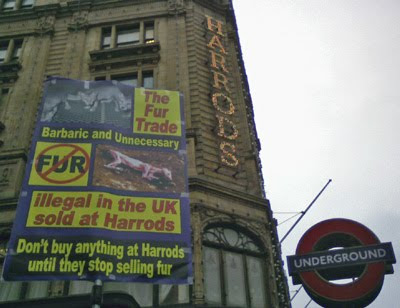 HARRODS
The Fur
Trade
Barbaric and Unnecessary
FUR
illegal in the UK
sold at Harrods
Don't buy anything at Harrods
until they stop selling fur
UNDERGROUND